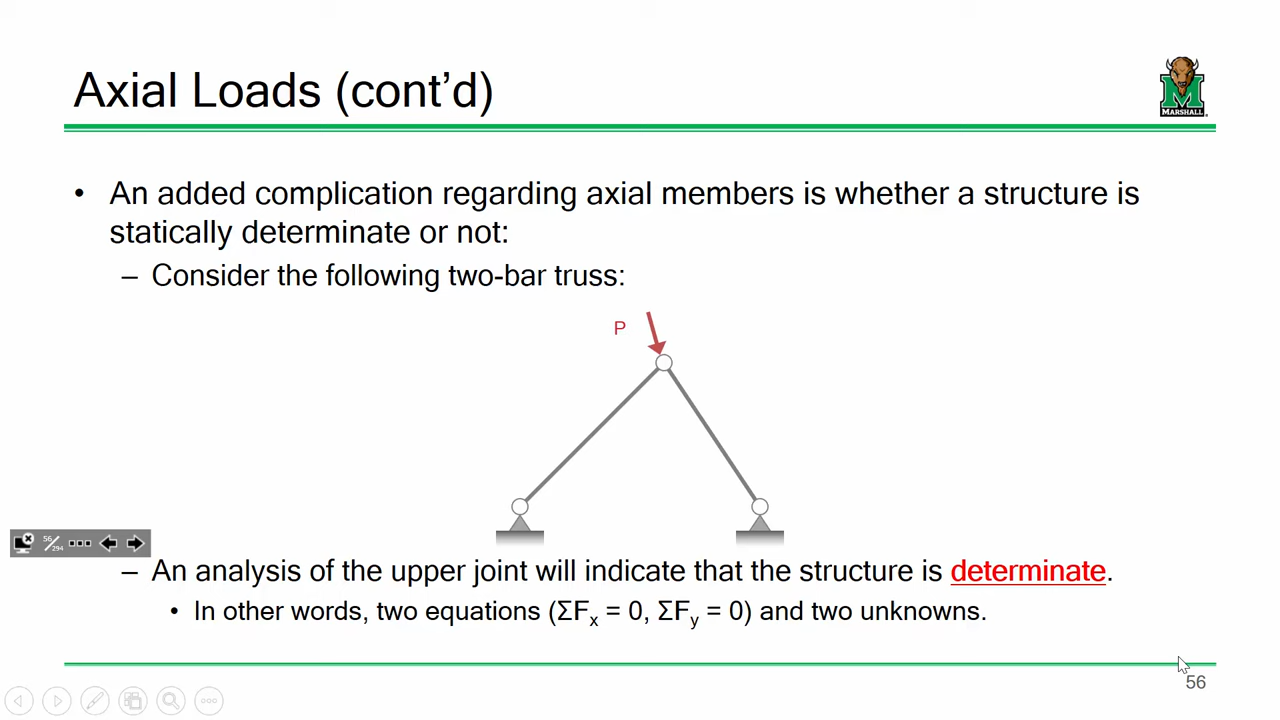 Axial Loads (cont’d)
MARSHALL
• An added complication regarding axial members is whether a structure is
statically determinate or not:
– Consider the following two-bar truss:
P
56/294
– An analysis of the upper joint will indicate that the structure is determinate.
• In other words, two equations (ΣFx = 0, ΣFy = 0) and two unknowns.
56